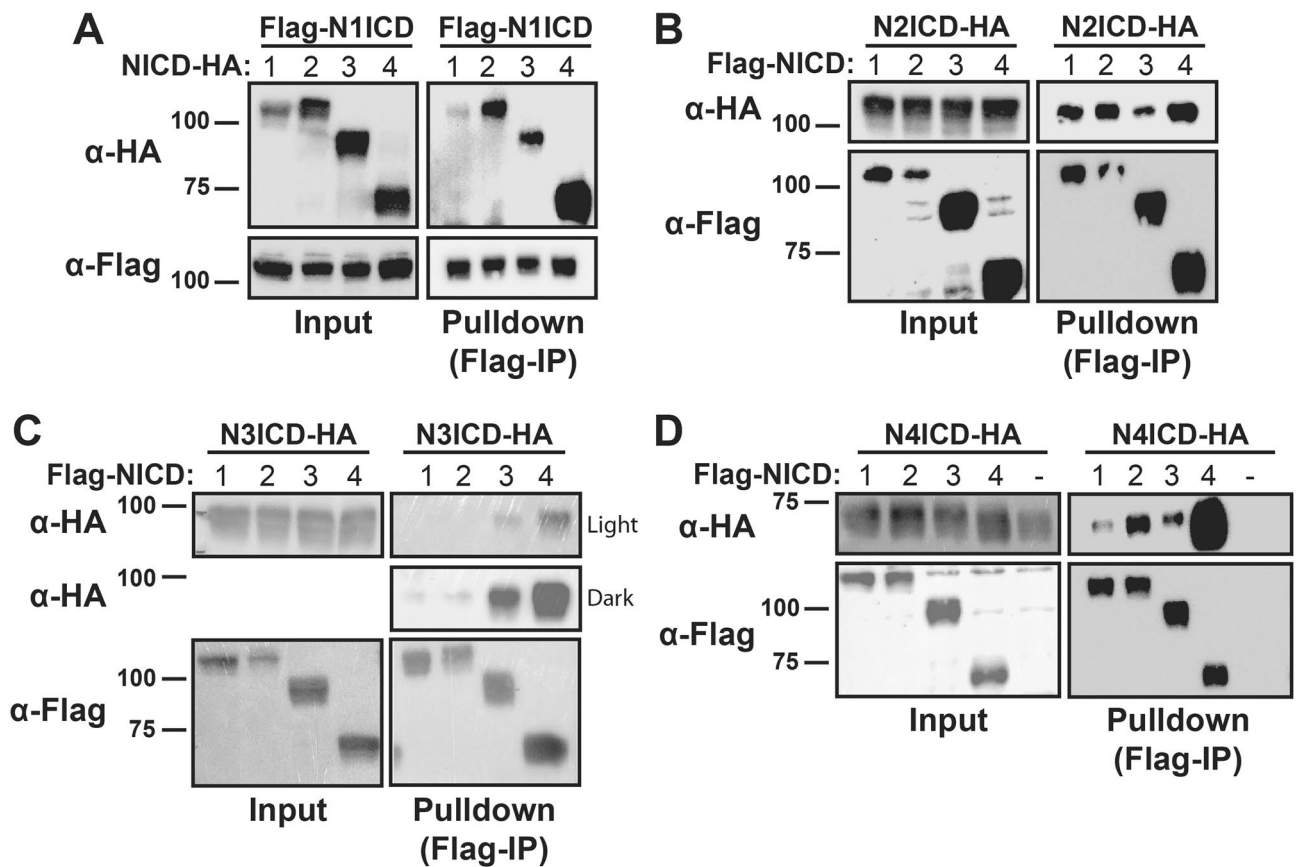 A
Flag-N1ICD Flag-N1ICD
NICD-HA: 1 2 3 4 1 2 3 4
α-HA
100
75
α-Flag
100
Input Pulldown
(Flag-IP)
B
N2ICD-HA N2ICD-HA
Flag-NICD: 1 2 3 4 1 2 3 4
α-HA
100
α-Flag
100
75
Input Pulldown
(Flag-IP)
C
N3ICD-HA N3ICD-HA
Flag-NICD: 1 2 3 4 1 2 3 4
100
α-HA Light
100
α-HA Dark
100
α-Flag
75
Input Pulldown
(Flag-IP)
D
N4ICD-HA N4ICD-HA
Flag-NICD: 1 2 3 4 - 1 2 3 4 -
75
α-HA
100
α-Flag
75
Input Pulldown
(Flag-IP)